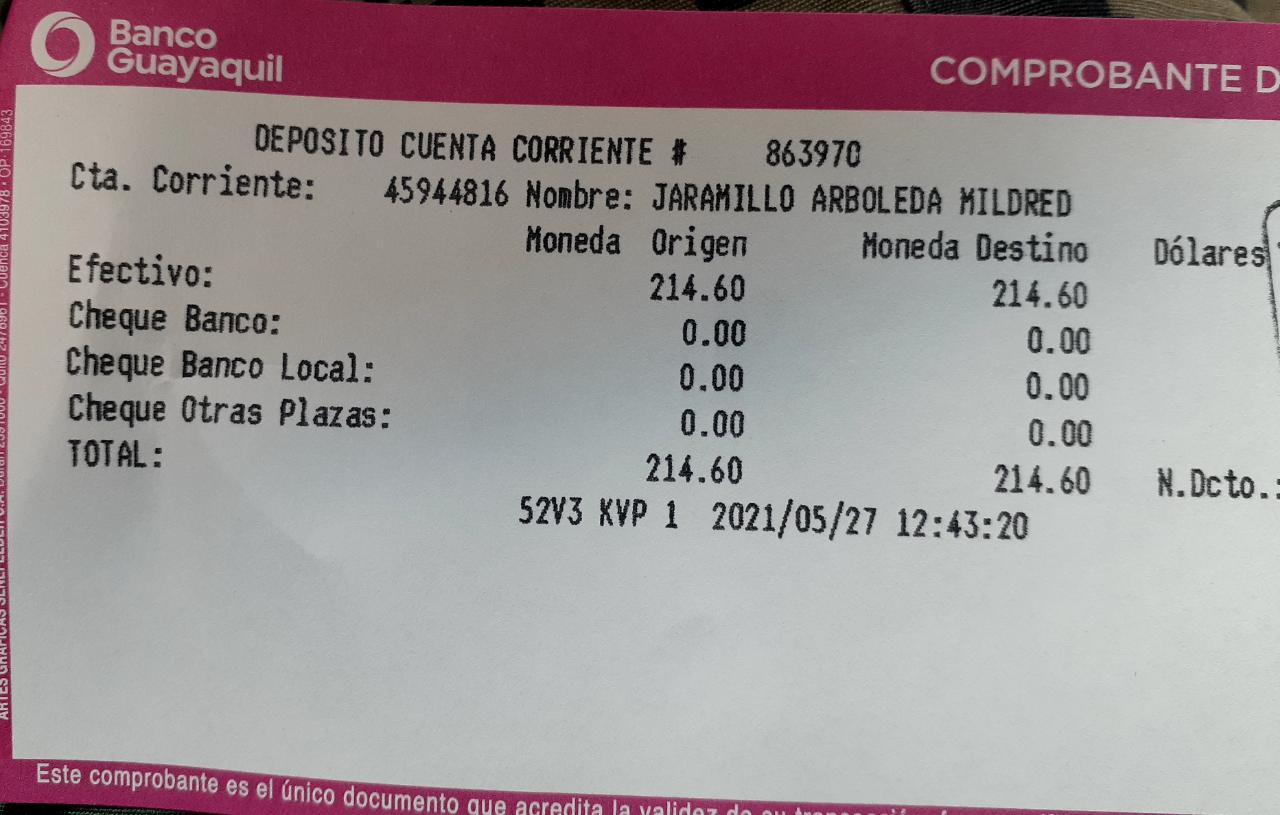 Banco
Guayaquil
COMPROBANTE D
DEPOSITO CUENTA CORRIENTE # 863970
Cta. Corriente: 45944816 Nombre: JARAMILLO ARBOLEDA MILDRED
Moneda Origen Moneda Destino Dólares
Efectivo: 214.60 214.60
Cheque Banco: 0.00 0.00
Cheque Banco Local: 0.00 0.00
Cheque Otras Plazas: 0.00 0.00
TOTAL: 214.60 214.60 N.Dcto.:
52V3 KVP 1 2021/05/27 12:43:20
Este comprobante es el único documento que acredita la validez de su
ARTES GRAFICAS SENEFELDER C.A. Cuenca 4103978 - OP. 169843